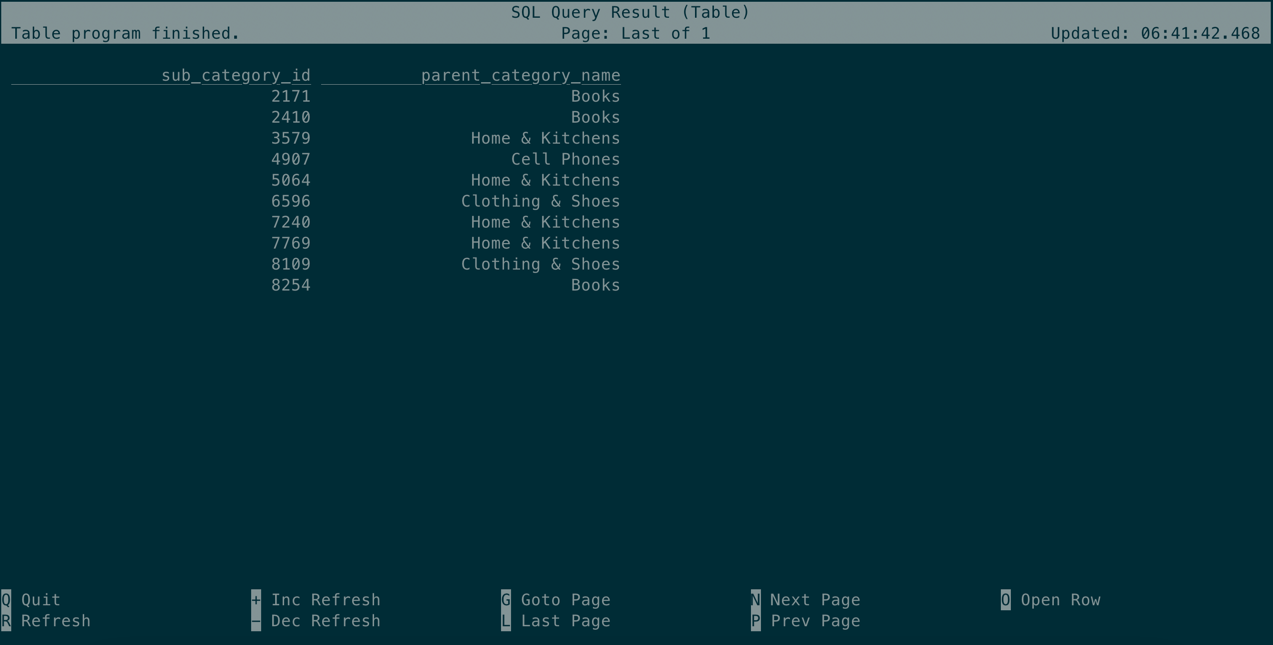 SQL Query Result (Table)
Table program finished. Page: Last of 1 Updated: 06:41:42.468
sub_category_id parent_category_name
2171 Books
2410 Books
3579 Home & Kitchens
4907 Cell Phones
5064 Home & Kitchens
6596 Clothing & Shoes
7240 Home & Kitchens
7769 Home & Kitchens
8109 Clothing & Shoes
8254 Books
Q Quit + Inc Refresh G Goto Page N Next Page O Open Row
R Refresh - Dec Refresh L Last Page P Prev Page